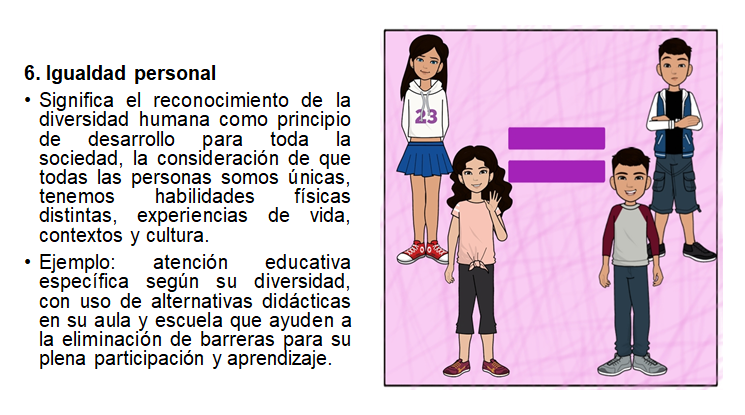 6. Igualdad personal
• Significa el reconocimiento de la
diversidad humana como principio
de desarrollo para toda la
sociedad, la consideración de que
todas las personas somos únicas,
tenemos habilidades físicas
distintas, experiencias de vida,
contextos y cultura.
• Ejemplo: atención educativa
específica según su diversidad,
con uso de alternativas didácticas
en su aula y escuela que ayuden a
la eliminación de barreras para su
plena participación y aprendizaje.
23